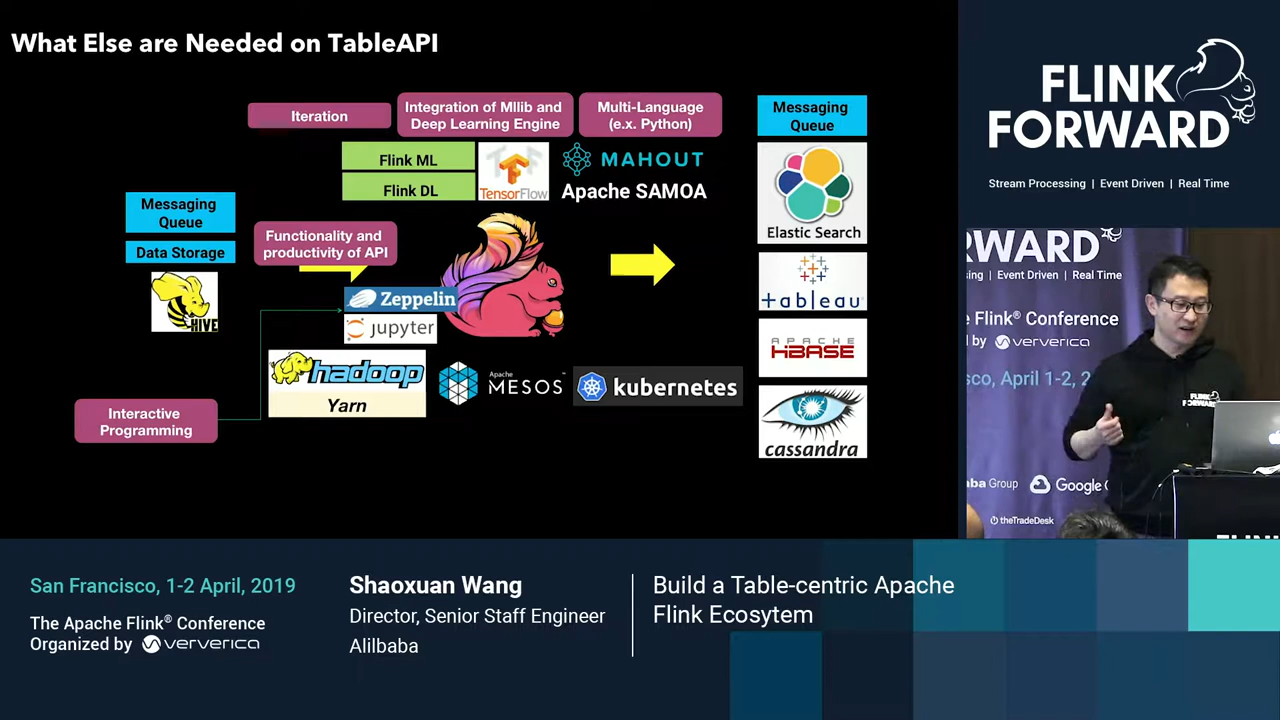 What Else are Needed on TableAPI
Iteration
Integration of Mllib and
Deep Learning Engine
Multi-Language
(e.x. Python)
Messaging
Queue
Flink ML
Flink DL
TensorFlow
MAHOUT
Apache SAMOA
Elastic Search
Messaging
Queue
Data Storage
HIVE
Functionality and
productivity of API
Zeppelin
jupyter
+ableau
APACHE
HBASE
hadoop
Yarn
Apache
MESOS
kubernetes
cassandra
Interactive
Programming
FLINK
FORWARD
Stream Processing | Event Driven | Real Time
RWARD
sing | Event Driven | Real Time
e Flink® Conference
d by ververica
sco, April 1-2, 2
FLINK
FORWARD
aba Group
Google C
theTradeDesk
San Francisco, 1-2 April, 2019
The Apache Flink® Conference
Organized by ververica
Shaoxuan Wang
Director, Senior Staff Engineer
Alilbaba
Build a Table-centric Apache
Flink Ecosytem